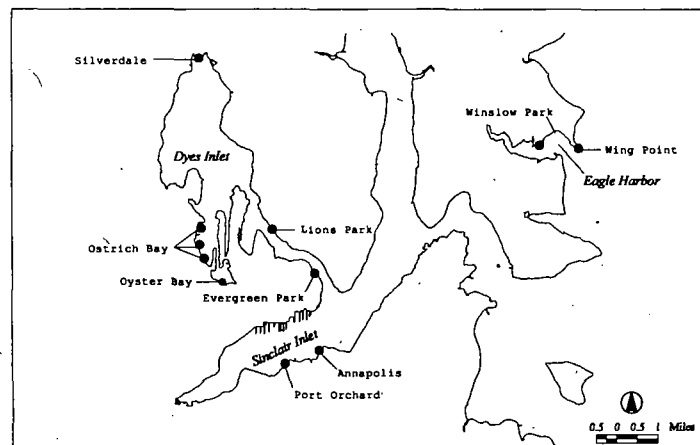 Silverdale
Winslow Park
Dyes Inlet
Wing Point
Eagle Harbor
Lions Park
Ostrich Bay
Oyster Bay
Evergreen Park
Sinclair Inlet
Annapolis
Port Orchard
0.5 0 0.5 1 Miles